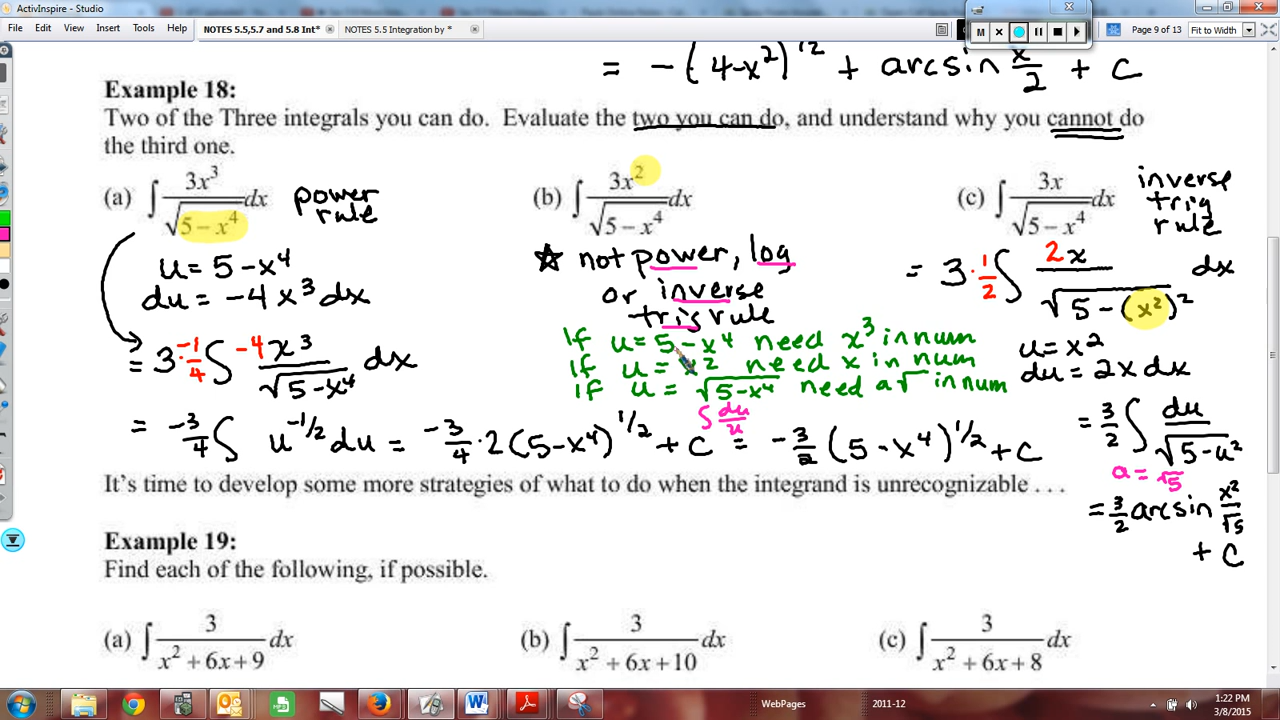 ActivInspire - Studio
File Edit View Insert Tools Help NOTES 5.5,5.7 and 5.8 Int* NOTES 5.5 Integration by * Page 9 of 13 Fit to Width
M
= -(4-x²)^1/2 + arcsin x/2 + C
Example 18:
Two of the Three integrals you can do. Evaluate the two you can do, and understand why you cannot do
the third one.
(a) ∫ 3x³/√(5 − x⁴) dx power rule
u = 5-x⁴
du = -4x³dx
= 3·-1/4 ∫ -4x³/√(5-x⁴) dx
= -3/4 ∫ u^-1/2 du = -3/4·2(5-x⁴)^1/2 + C = -3/2(5-x⁴)^1/2 + C
(b) ∫ 3x²/√(5 − x⁴) dx
☆ not power, log
or inverse
trig rule
If u = 5-x⁴ need x³ in num
If u = x² need x in num
If u = √(5-x⁴) need a √ in num
∫ du/u
(c) ∫ 3x/√(5 − x⁴) dx inverse trig rule
= 3·1/2 ∫ 2x/√(5-(x²)²) dx
u = x²
du = 2x dx
= 3/2 ∫ du/√(5-u²)
a = √5
= 3/2 arcsin x²/√5
+ C
It's time to develop some more strategies of what to do when the integrand is unrecognizable . . .
Example 19:
Find each of the following, if possible.
(a) ∫ 3/(x² + 6x + 9) dx (b) ∫ 3/(x² + 6x + 10) dx (c) ∫ 3/(x² + 6x + 8) dx
WebPages 2011-12 1:22 PM
3/8/2015